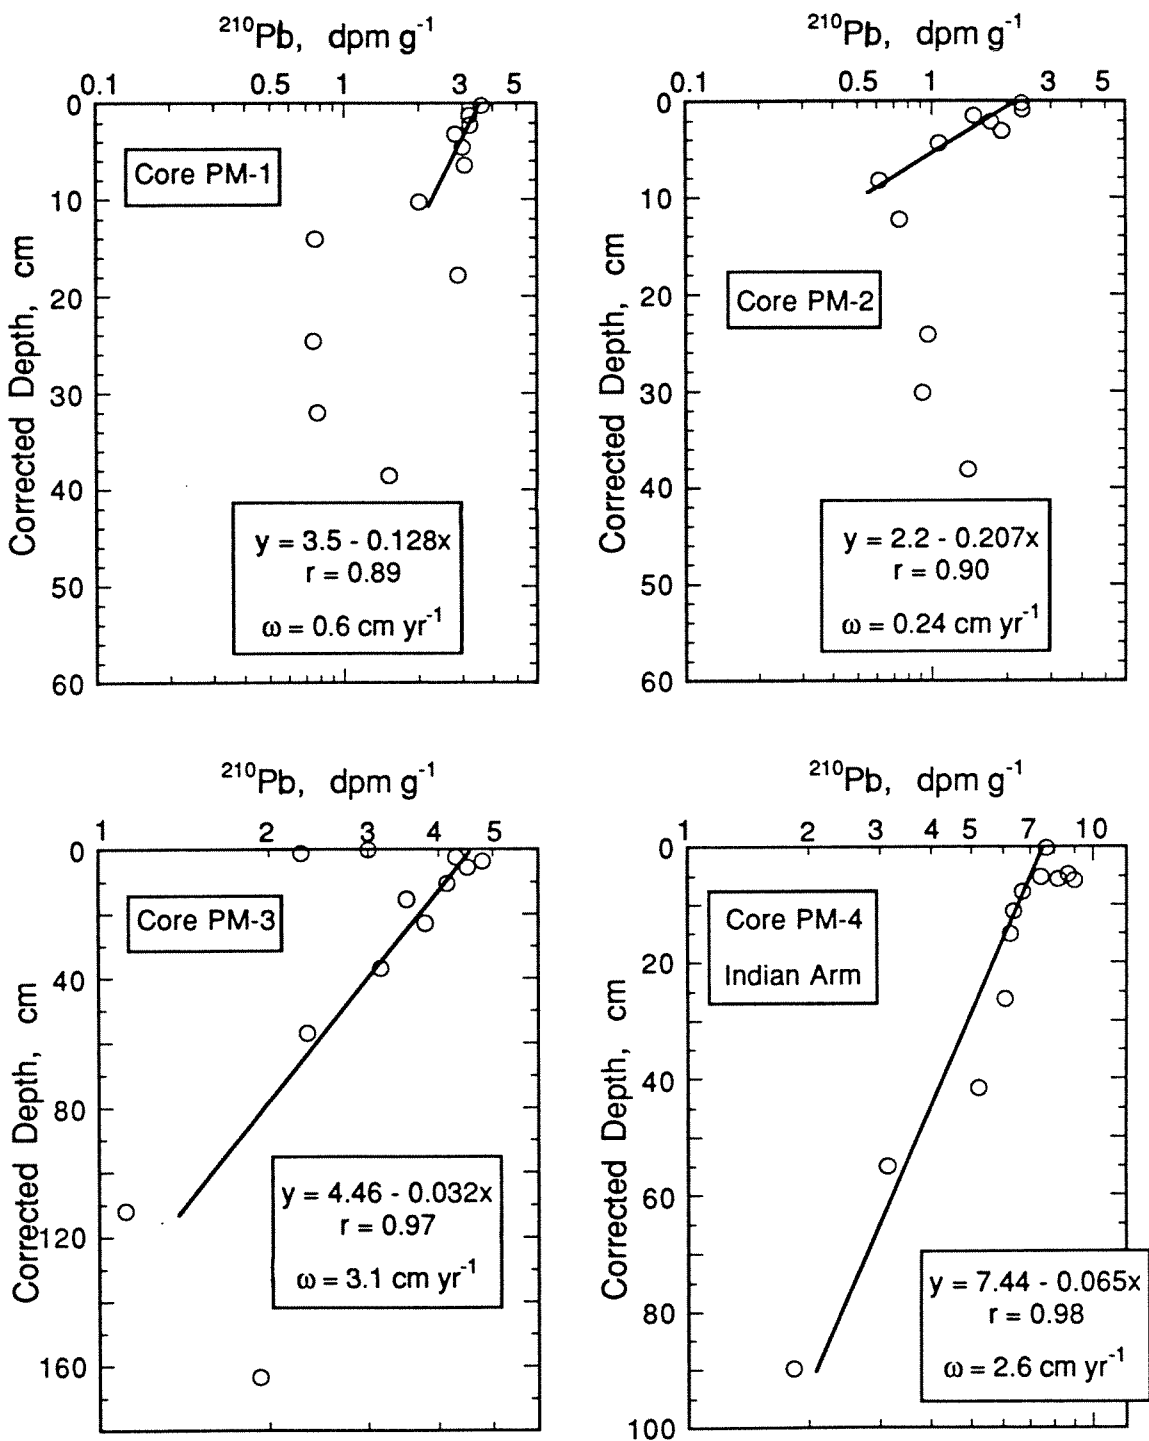 ²¹⁰Pb, dpm g⁻¹
0.1 0.5 1 3 5
0
10
20
30
40
50
60
Corrected Depth, cm
Core PM-1
y = 3.5 - 0.128x
r = 0.89
ω = 0.6 cm yr⁻¹
²¹⁰Pb, dpm g⁻¹
0.1 0.5 1 3 5
0
10
20
30
40
50
60
Corrected Depth, cm
Core PM-2
y = 2.2 - 0.207x
r = 0.90
ω = 0.24 cm yr⁻¹
²¹⁰Pb, dpm g⁻¹
1 2 3 4 5
0
40
80
120
160
Corrected Depth, cm
Core PM-3
y = 4.46 - 0.032x
r = 0.97
ω = 3.1 cm yr⁻¹
²¹⁰Pb, dpm g⁻¹
1 2 3 4 5 7 10
0
20
40
60
80
100
Corrected Depth, cm
Core PM-4
Indian Arm
y = 7.44 - 0.065x
r = 0.98
ω = 2.6 cm yr⁻¹